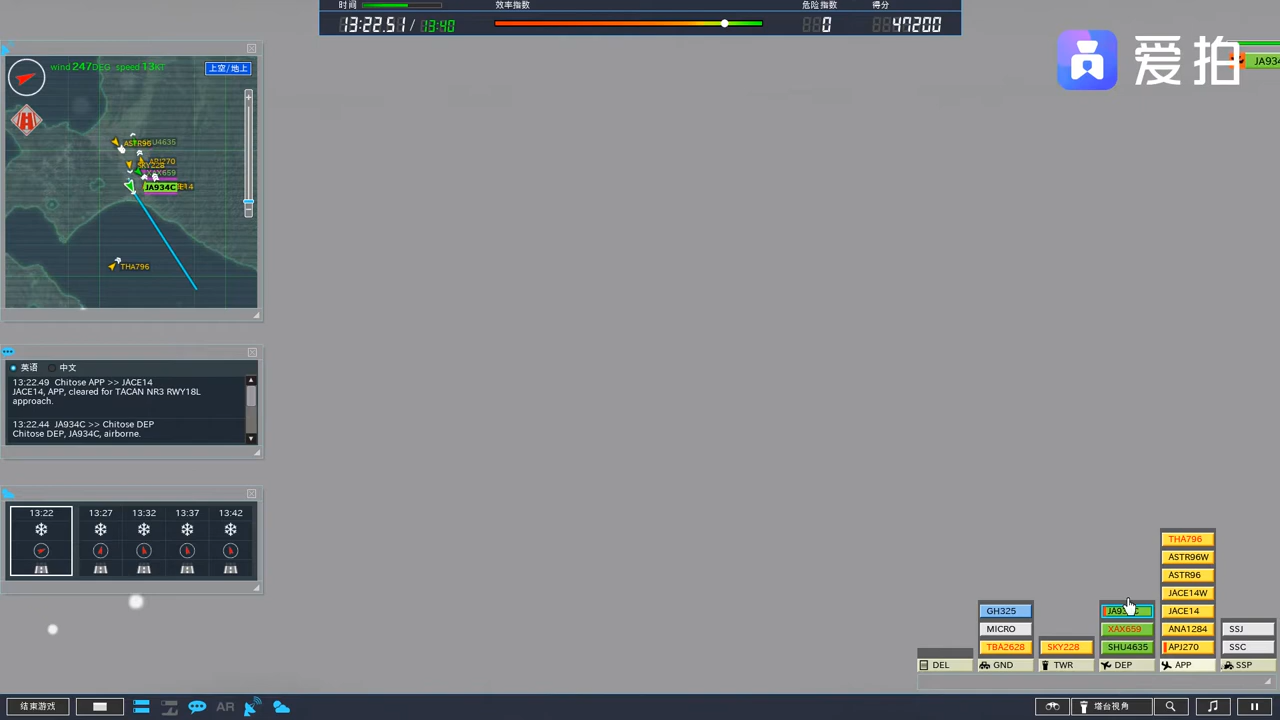 时间
效率指数
危险指数
得分
13:22.51 / 13:40
0
47200
爱拍
wind 247DEG speed 13KT
上空/地上
JA934
ASTR96
SHU4635
APJ270
SKY228
XAX659
JA934C
THA796
英语
中文
13:22.49 Chitose APP >> JACE14
JACE14, APP, cleared for TACAN NR3 RWY18L
approach.
13:22.44 JA934C >> Chitose DEP
Chitose DEP, JA934C, airborne.
13:22
13:27
13:32
13:37
13:42
THA796
ASTR96W
ASTR96
JACE14W
GH325
JACE14
MICRO
XAX659
ANA1284
SSJ
TBA2628
SKY228
SHU4635
APJ270
SSC
DEL
GND
TWR
DEP
APP
SSP
结束游戏
AR
塔台视角